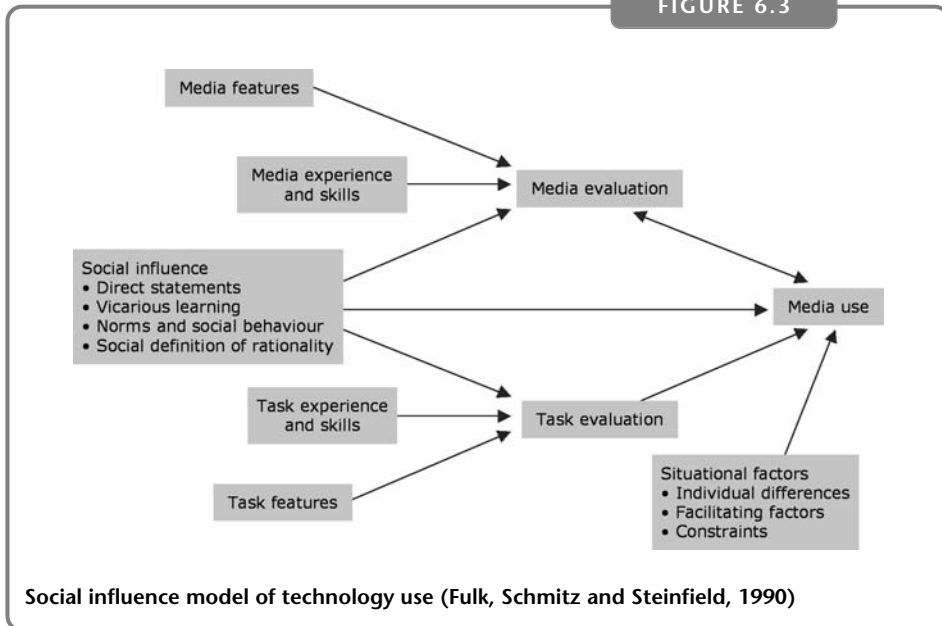 FIGURE 6.3
Media features
Media experience
and skills
Media evaluation
Social influence
• Direct statements
• Vicarious learning
• Norms and social behaviour
• Social definition of rationality
Media use
Task experience
and skills
Task evaluation
Task features
Situational factors
• Individual differences
• Facilitating factors
• Constraints
Social influence model of technology use (Fulk, Schmitz and Steinfield, 1990)